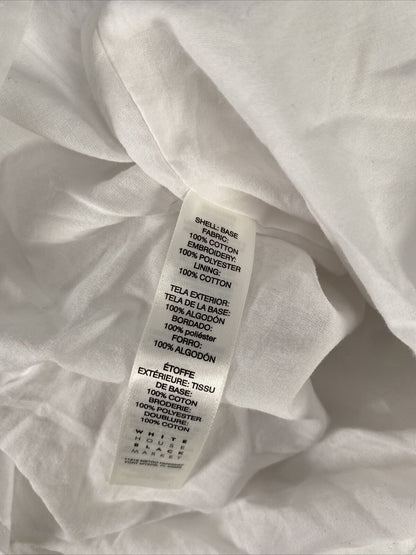 SHELL: BASE
FABRIC:
100% COTTON
EMBROIDERY:
100% POLYESTER
LINING:
100% COTTON
TELA EXTERIOR:
TELA DE LA BASE:
100% ALGODÓN
BORDADO:
100% poliéster
FORRO:
100% ALGODÓN
ÉTOFFE
EXTÉRIEURE: TISSU
DE BASE:
100% COTON
BRODERIE:
100% POLYESTER
DOUBLURE:
100% COTON
WHITE
HOUSE
BLACK
MARKET